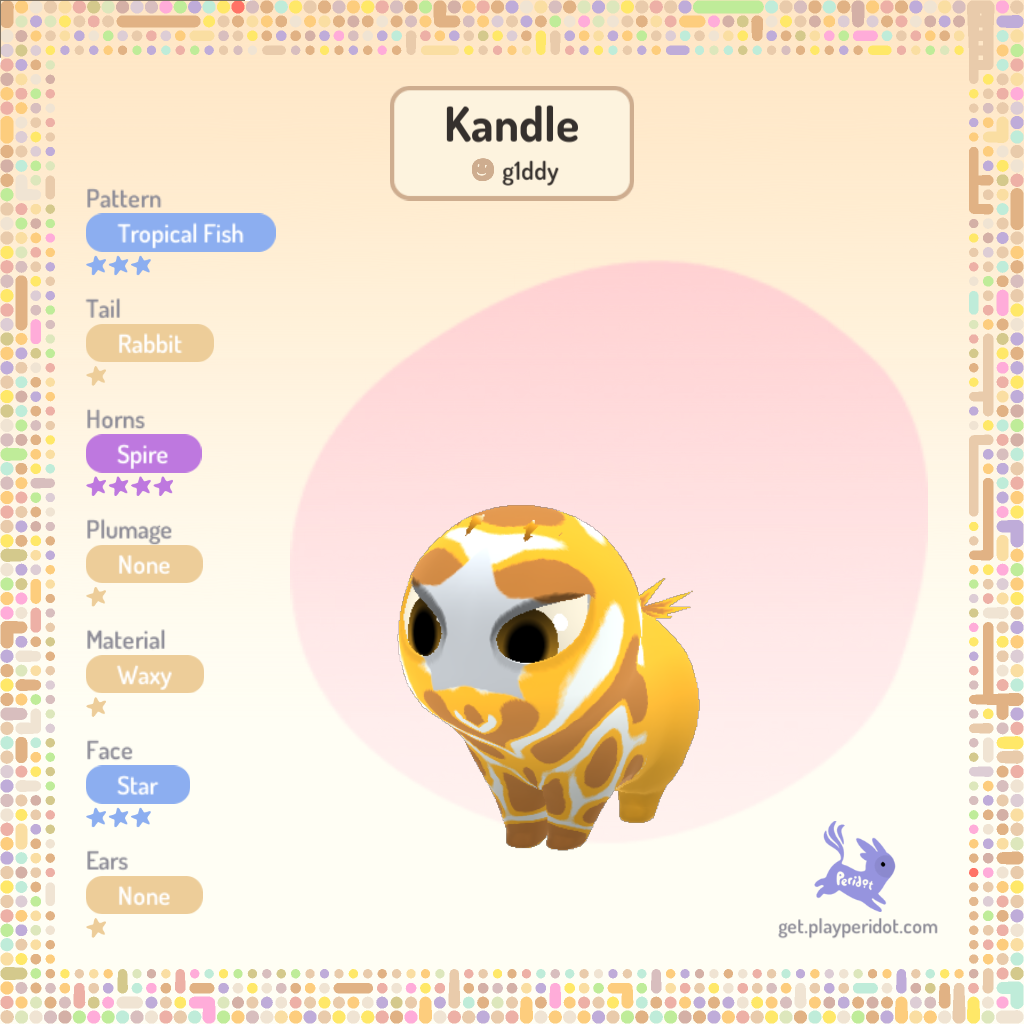 Kandle
g1ddy
Pattern
Tropical Fish
Tail
Rabbit
Horns
Spire
Plumage
None
Material
Waxy
Face
Star
Ears
None
Peridot
get.playperidot.com